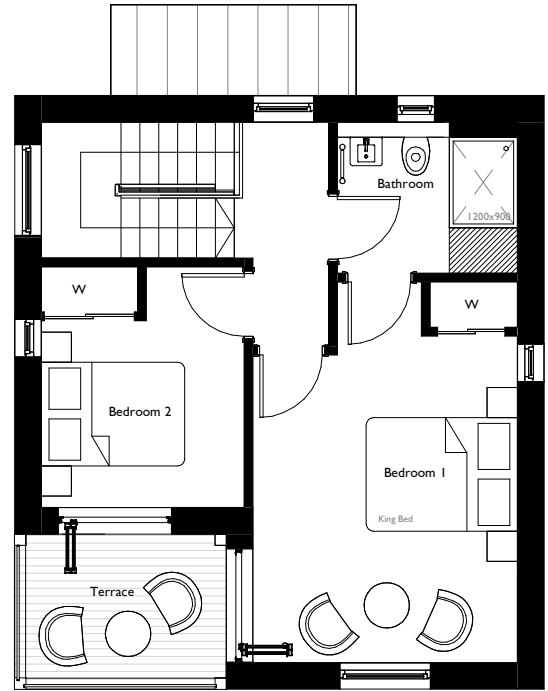 Bathroom
1200x900
W
W
Bedroom 2
Bedroom 1
King Bed
Terrace